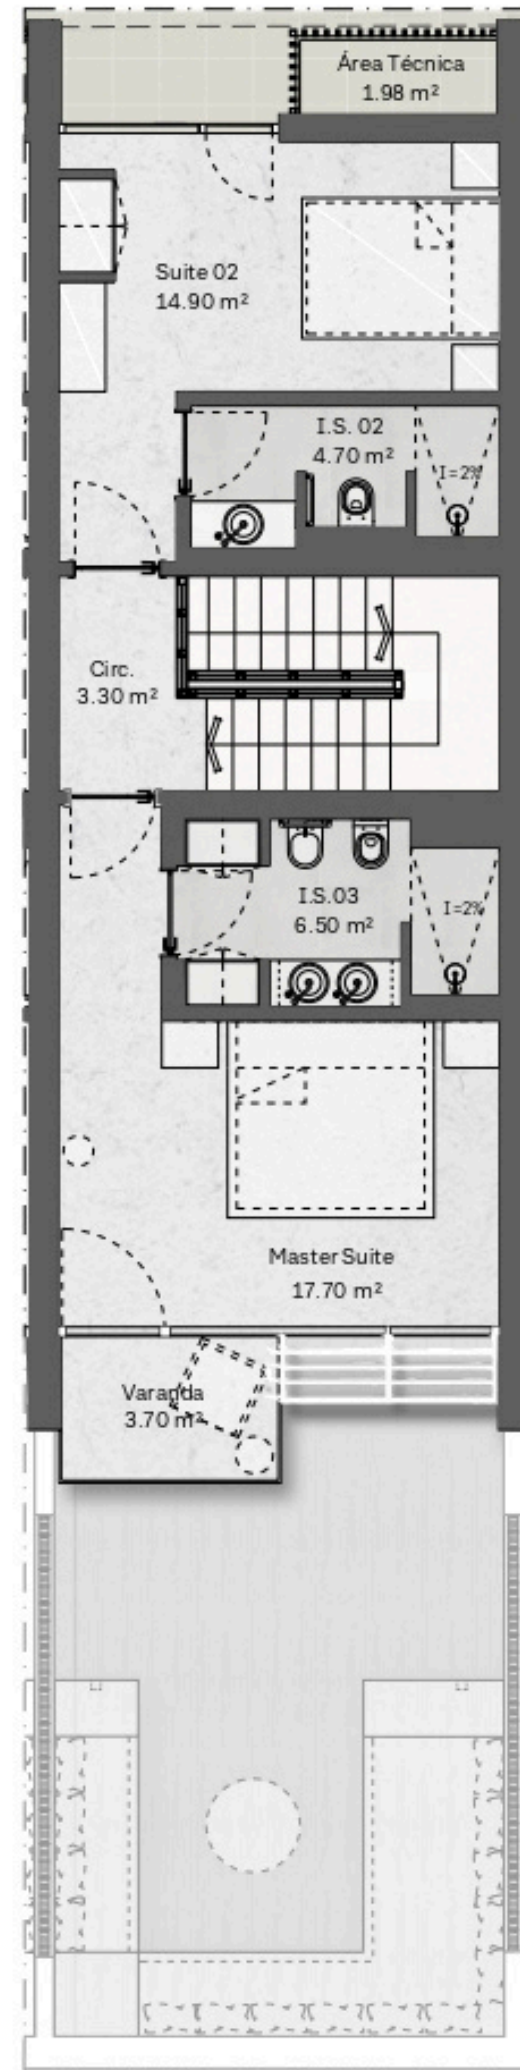 Área Técnica
1.98 m²
Suite 02
14.90 m²
I.S. 02
4.70 m²
I=2%
Circ.
3.30 m²
I.S.03
6.50 m²
I=2%
Master Suite
17.70 m²
Varanda
3.70 m²